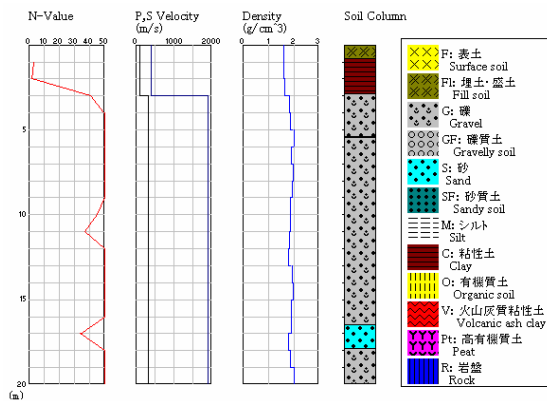 N-Value
P,S Velocity
(m/s)
Density
(g/cm^3)
Soil Column
0 10 20 30 40 50
0 1000 2000
0 1 2 3
5
10
15
20
(m)
F: 表土
Surface soil
Fl: 埋土・盛土
Fill soil
G: 礫
Gravel
GF: 礫質土
Gravelly soil
S: 砂
Sand
SF: 砂質土
Sandy soil
M: シルト
Silt
C: 粘性土
Clay
O: 有機質土
Organic soil
V: 火山灰質粘性土
Volcanic ash clay
Pt: 高有機質土
Peat
R: 岩盤
Rock